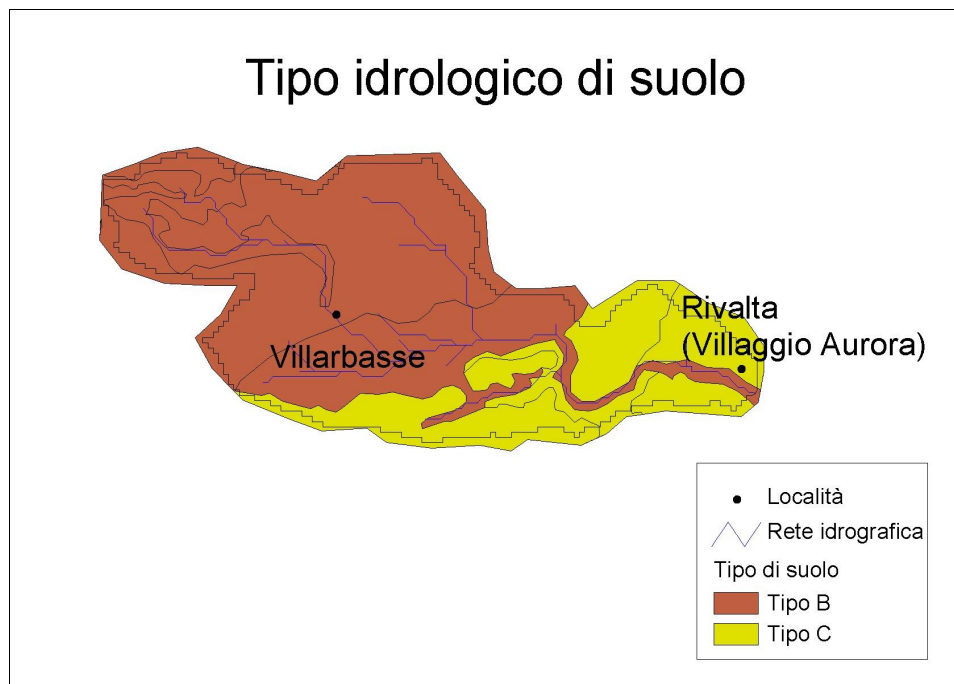 Tipo idrologico di suolo
Rivalta
(Villaggio Aurora)
Villarbasse
Località
Rete idrografica
Tipo di suolo
Tipo B
Tipo C